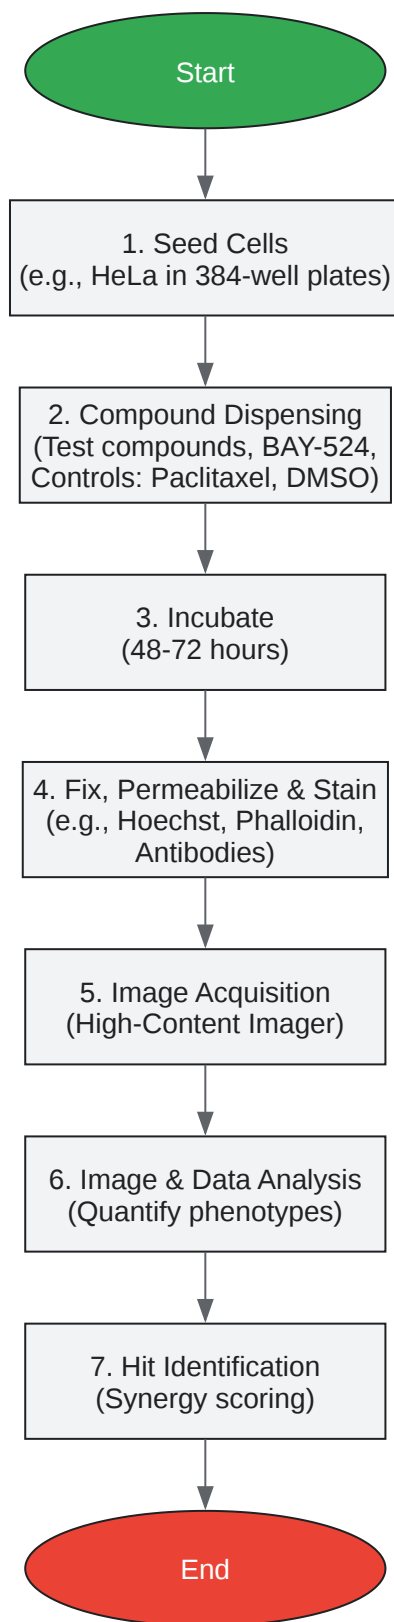 Start
1. Seed Cells
(e.g., HeLa in 384-well plates)
2. Compound Dispensing
(Test compounds, BAY-524,
Controls: Paclitaxel, DMSO)
3. Incubate
(48-72 hours)
4. Fix, Permeabilize & Stain
(e.g., Hoechst, Phalloidin,
Antibodies)
5. Image Acquisition
(High-Content Imager)
6. Image & Data Analysis
(Quantify phenotypes)
7. Hit Identification
(Synergy scoring)
End